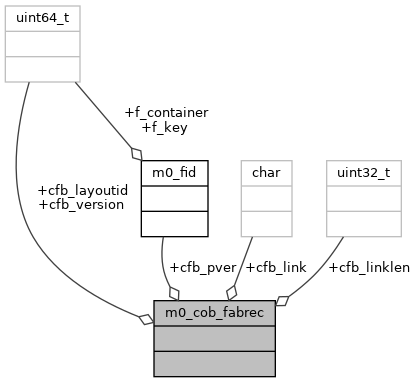 uint64_t
+f_container
+f_key
m0_fid
char
uint32_t
+cfb_layoutid
+cfb_version
+cfb_pver
+cfb_link
+cfb_linklen
m0_cob_fabrec